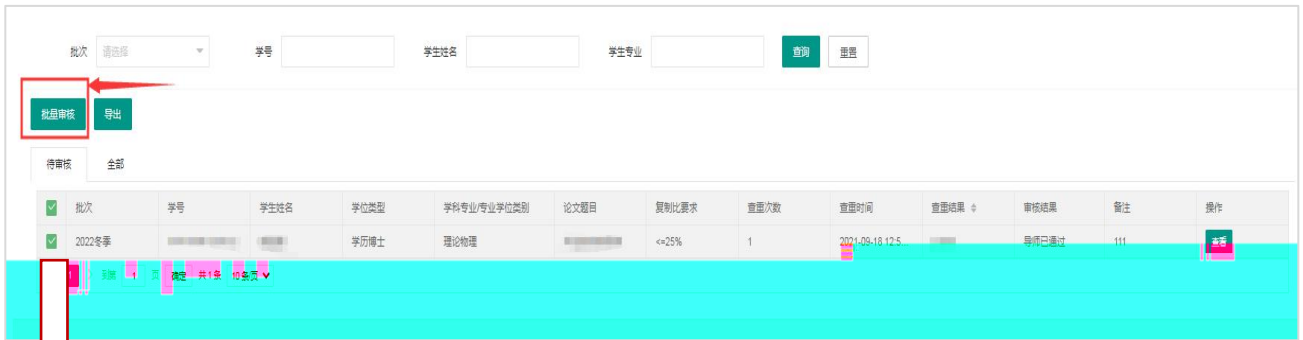 批次 请选择 学号 学生姓名 学生专业 查询 重置
批量审核 导出
待审核 全部
批次 学号 学生姓名 学位类型 学科专业/专业学位类别 论文题目 复制比要求 查重次数 查重时间 查重结果 审核结果 备注 操作
2022冬季 学历博士 理论物理 <=25% 1 2021-09-18 12:5... 导师已通过 111 查看
1 到第 1 页 确定 共1条 10条/页